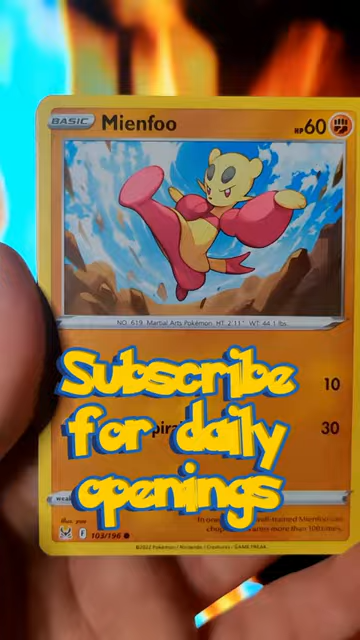 BASIC Mienfoo HP60
NO. 619 Martial Arts Pokémon HT: 2'11" WT: 44.1 lbs
Subscribe
10
for daily
30
openings
103/196
©2022 Pokémon / Nintendo / Creatures / GAME FREAK